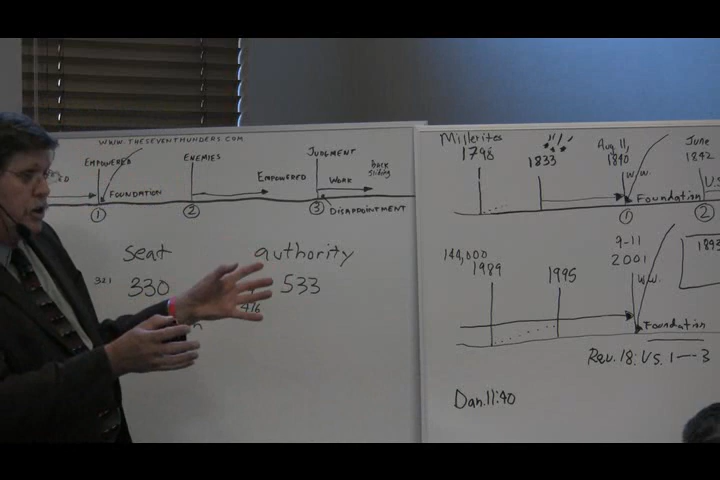 WWW.THESEVENTHUNDERS.COM
EMPOWERED
ENEMIES
JUDGMENT
EMPOWERED
WORK
back
sliding
FOUNDATION
DISAPPOINTMENT
1
2
3
seat
authority
321
330
533
Millerites
1798
1833
Aug 11,
1840
June
1842
W.W.
Foundation
U.S
1
2
144,000
1989
1995
9-11
2001
W.W.
Foundation
Rev. 18: VS. 1-3
Dan. 11:40